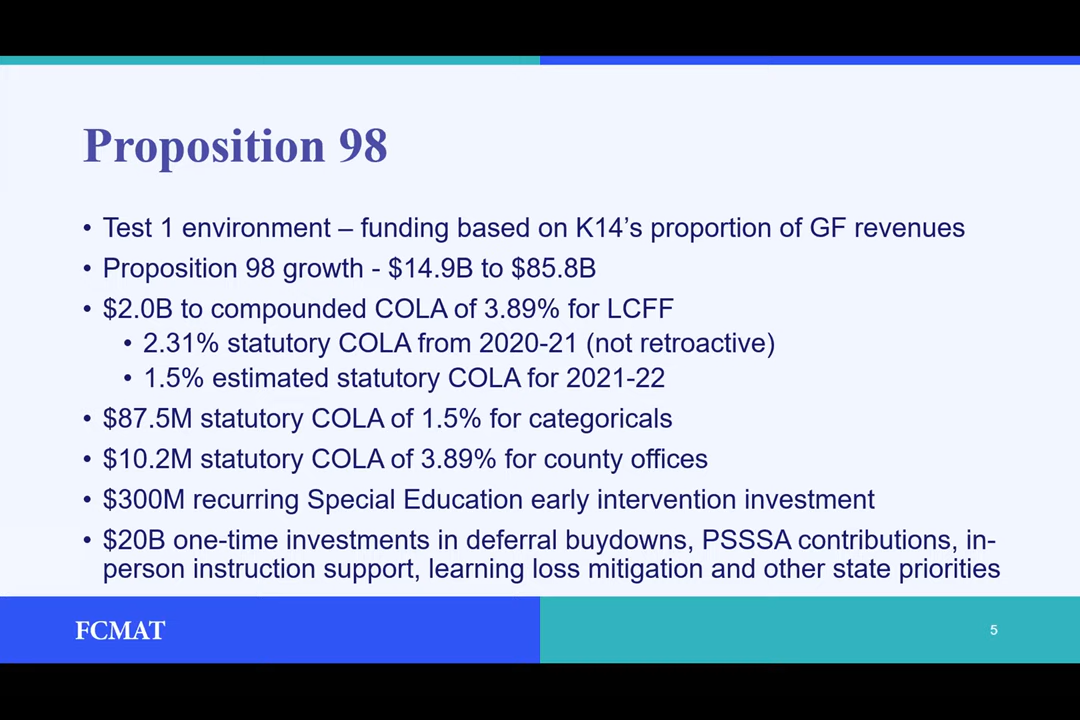 Proposition 98
• Test 1 environment – funding based on K14’s proportion of GF revenues
• Proposition 98 growth - $14.9B to $85.8B
• $2.0B to compounded COLA of 3.89% for LCFF
• 2.31% statutory COLA from 2020-21 (not retroactive)
• 1.5% estimated statutory COLA for 2021-22
• $87.5M statutory COLA of 1.5% for categoricals
• $10.2M statutory COLA of 3.89% for county offices
• $300M recurring Special Education early intervention investment
• $20B one-time investments in deferral buydowns, PSSSA contributions, in-
person instruction support, learning loss mitigation and other state priorities
FCMAT
5